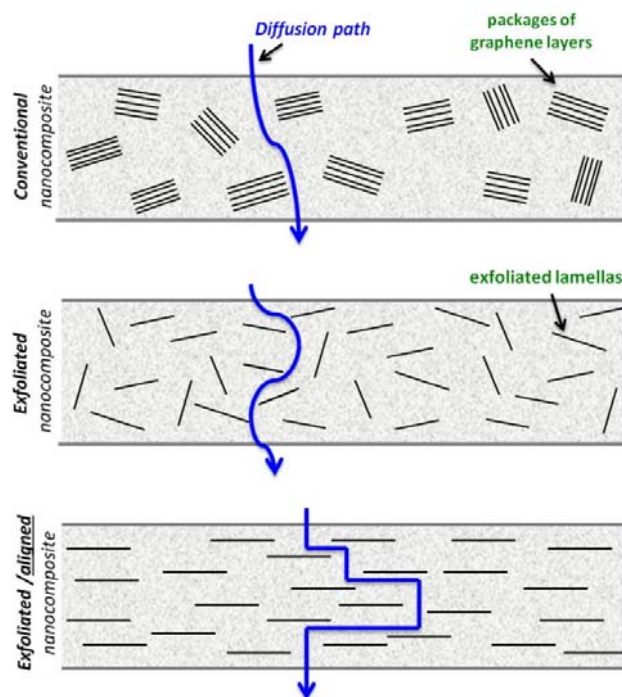 Diffusion path
packages of
graphene layers
Conventional
nanocomposite
exfoliated lamellas
Exfoliated
nanocomposite
Exfoliated /aligned
nanocomposite